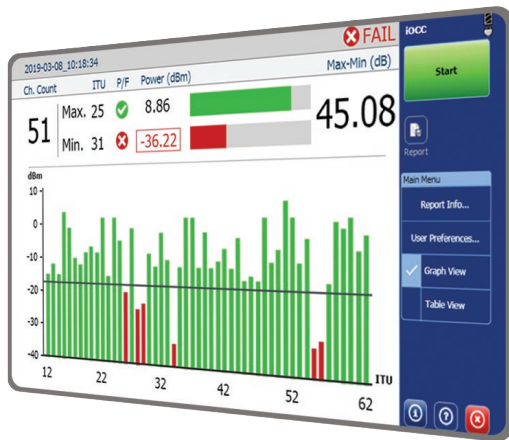 FAIL
iOCC
2019-03-08_10:18:34
Ch. Count ITU P/F Power (dBm) Max-Min (dB)
51
Max. 25 8.86
Min. 31 -36.22
45.08
Start
Report
Main Menu
Report Info...
User Preferences...
Graph View
Table View
dBm
10
0
-10
-20
-30
-40
12 22 32 42 52 62
ITU